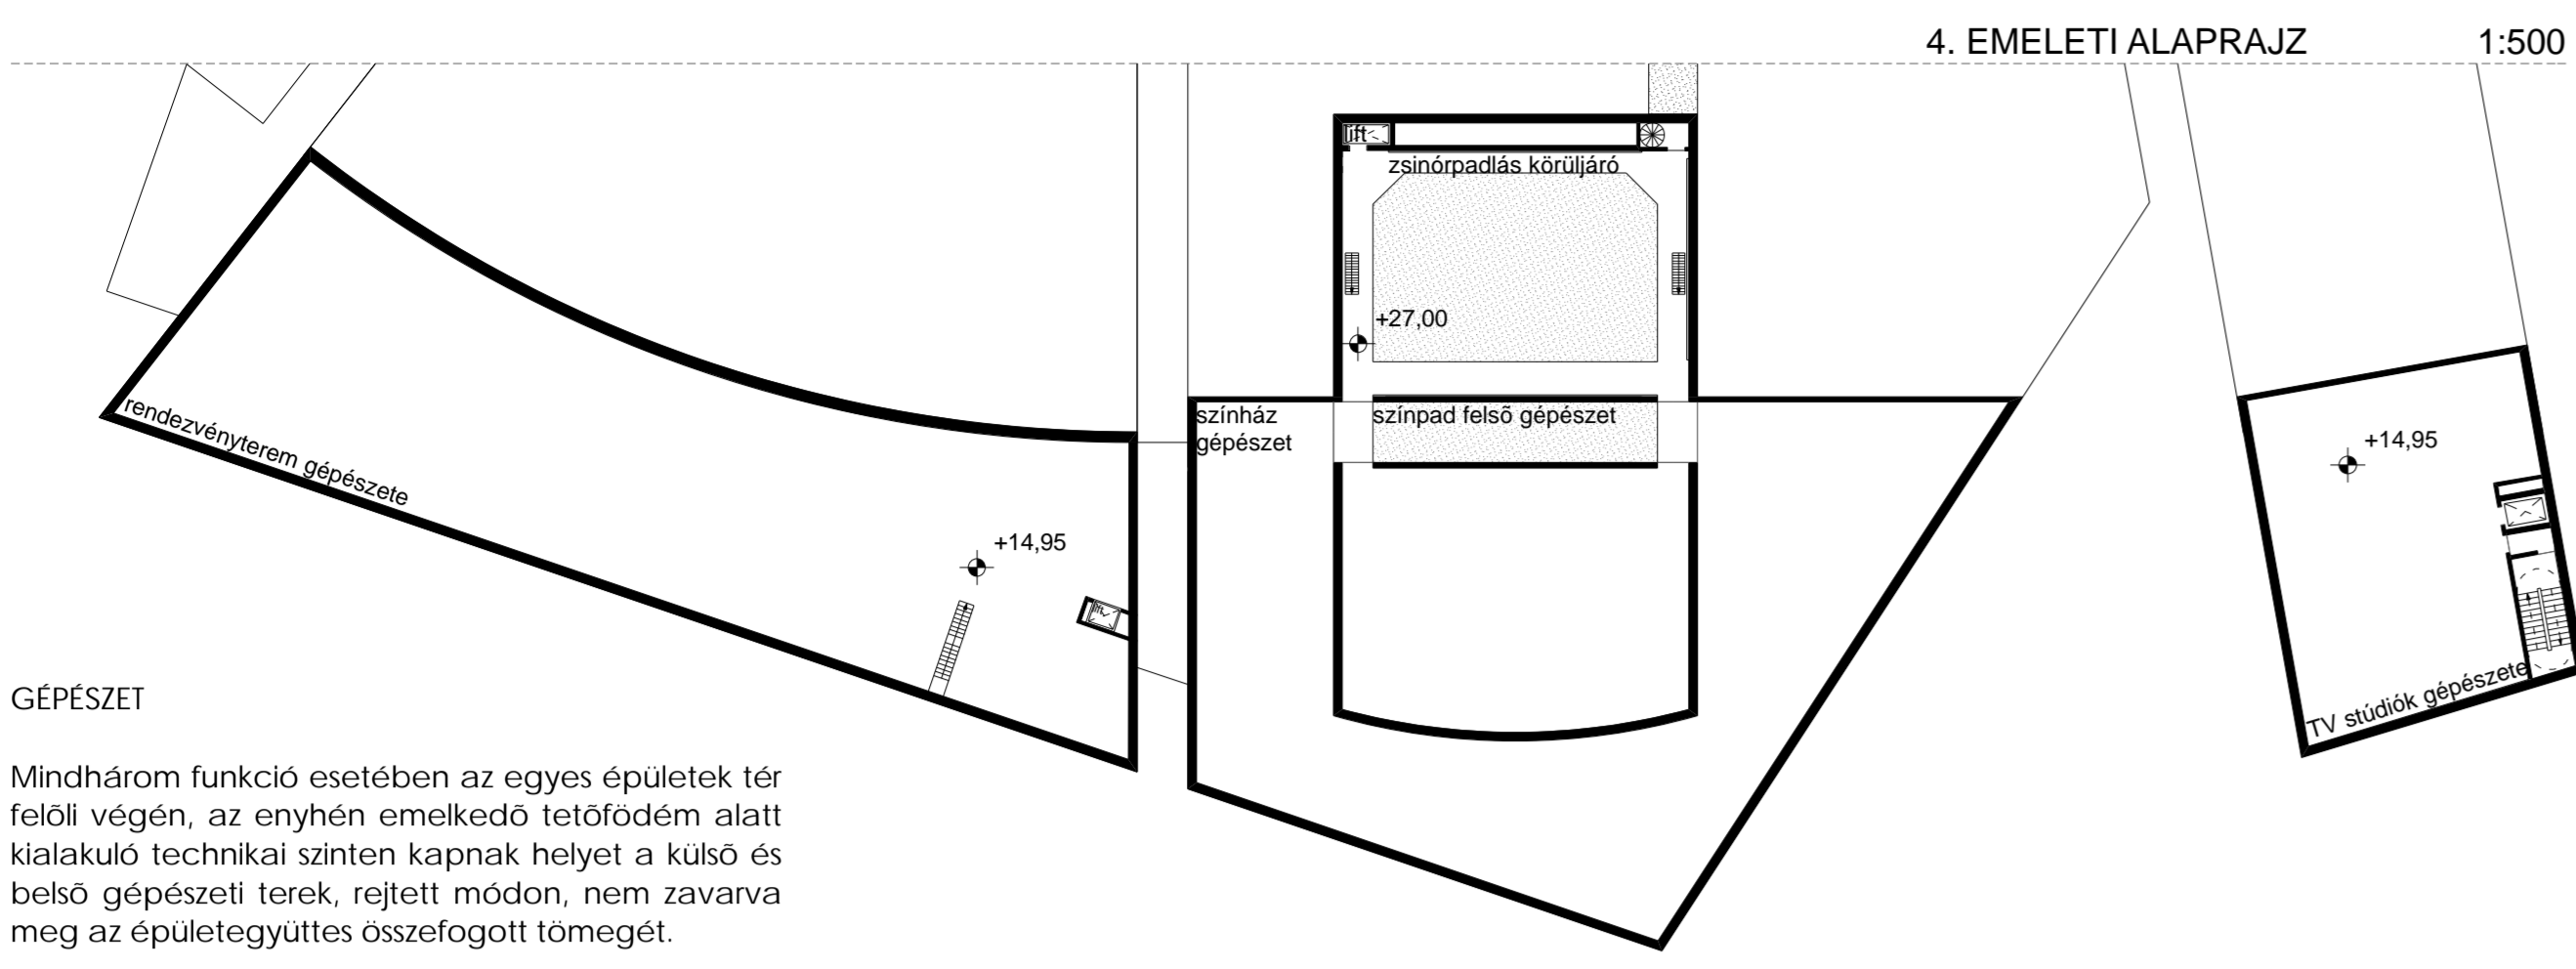 4. EMELETI ALAPRAJZ 1:500
lift
zsinórpadlás körüljáró
+27,00
színház
gépészet
színpad felsõ gépészet
rendezvényterem gépészete
+14,95
lift
+14,95
TV stúdiók gépészete
GÉPÉSZET
Mindhárom funkció esetében az egyes épületek tér
felõli végén, az enyhén emelkedõ tetõfödém alatt
kialakuló technikai szinten kapnak helyet a külsõ és
belsõ gépészeti terek, rejtett módon, nem zavarva
meg az épületegyüttes összefogott tömegét.